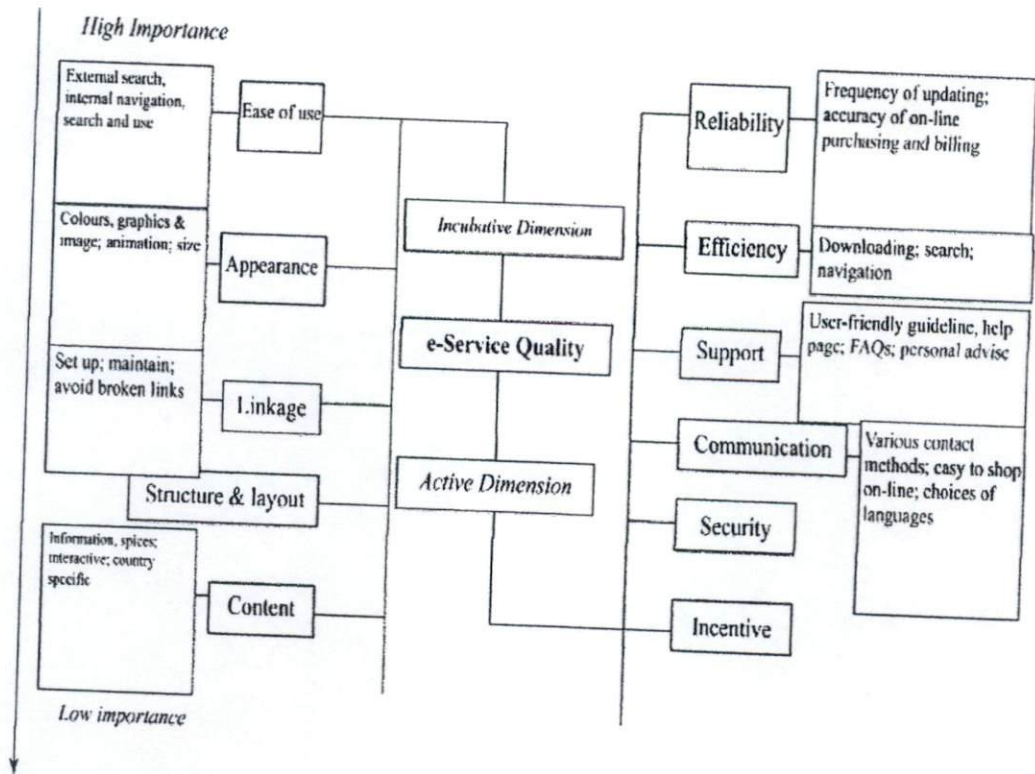 High Importance
External search,
internal navigation,
search and use
Ease of use
Colours, graphics &
image; animation; size
Appearance
Set up; maintain;
avoid broken links
Linkage
Structure & layout
Information, spices;
interactive; country
specific
Content
Low importance
Incubative Dimension
e-Service Quality
Active Dimension
Reliability
Frequency of updating;
accuracy of on-line
purchasing and billing
Efficiency
Downloading; search;
navigation
Support
User-friendly guideline, help
page; FAQs; personal advise
Communication
Various contact
methods; easy to shop
on-line; choices of
languages
Security
Incentive